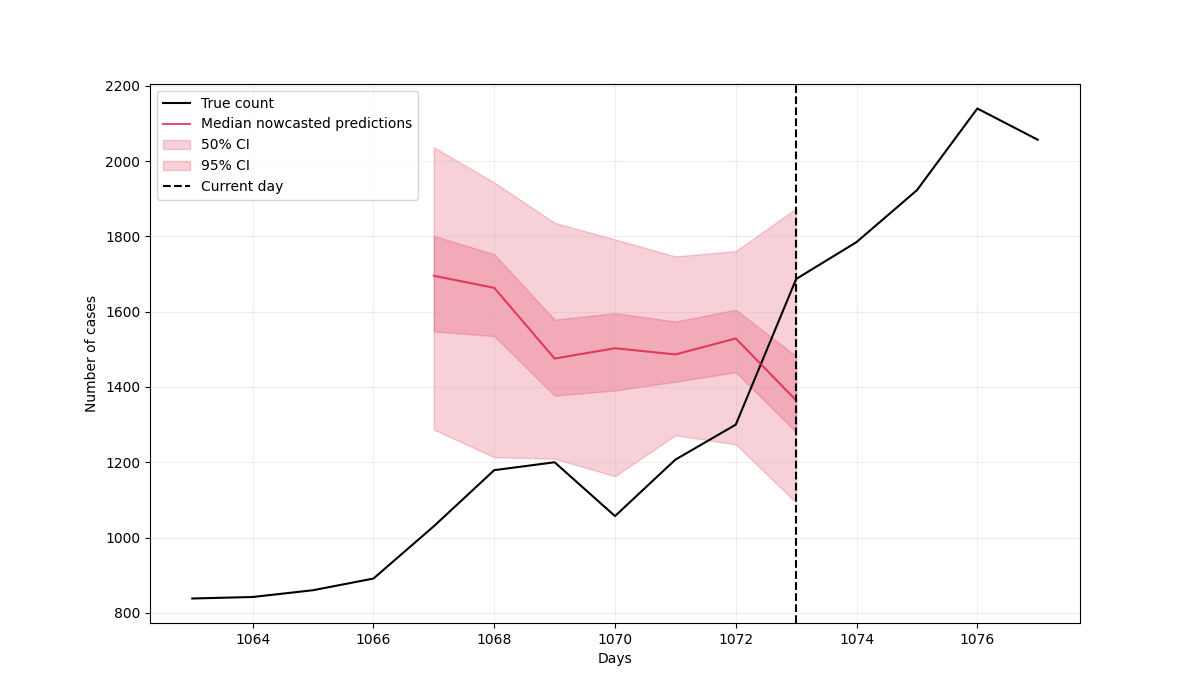 2200
2000
1800
1600
1400
1200
1000
800
Number of cases
True count
Median nowcasted predictions
50% CI
95% CI
Current day
1064 1066 1068 1070 1072 1074 1076
Days